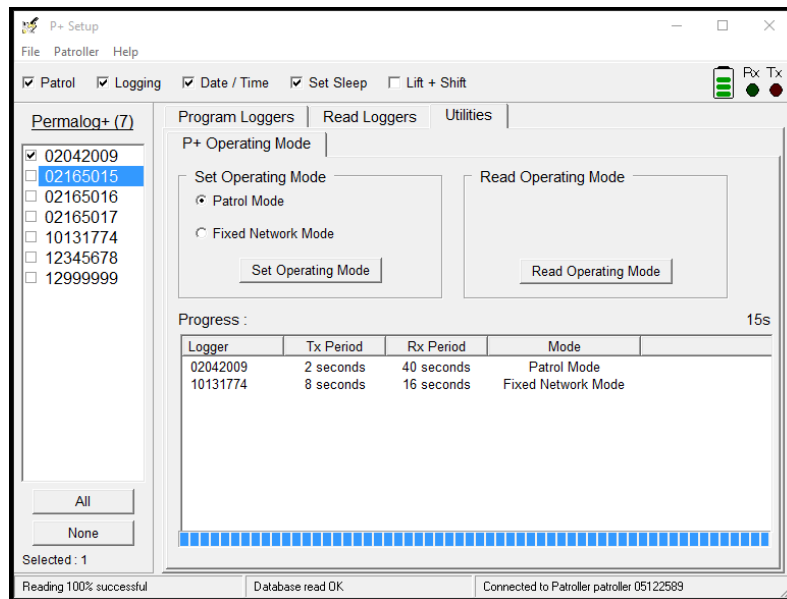 P+ Setup
File Patroller Help
Patrol Logging Date / Time Set Sleep Lift + Shift Rx Tx
Permalog+ (7)
02042009
02165015
02165016
02165017
10131774
12345678
12999999
All
None
Selected : 1
Program Loggers Read Loggers Utilities
P+ Operating Mode
Set Operating Mode
Patrol Mode
Fixed Network Mode
Set Operating Mode
Read Operating Mode
Read Operating Mode
Progress : 15s
Logger Tx Period Rx Period Mode
02042009 2 seconds 40 seconds Patrol Mode
10131774 8 seconds 16 seconds Fixed Network Mode
Reading 100% successful Database read OK Connected to Patroller patroller 05122589